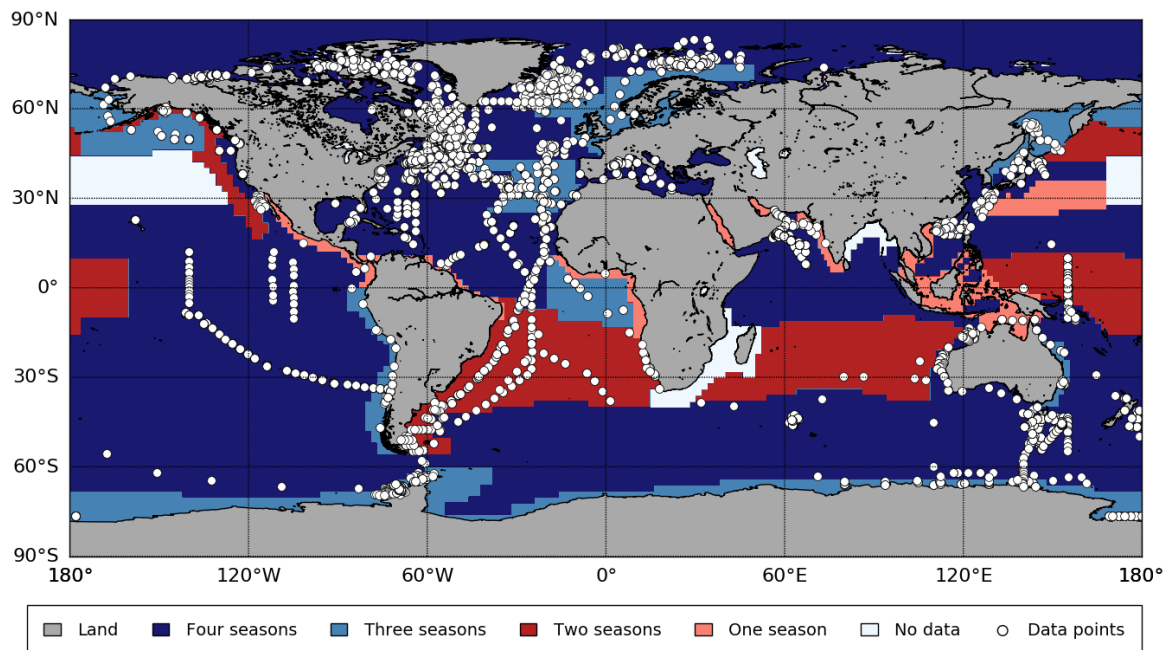 90°N
60°N
30°N
0°
30°S
60°S
90°S
180° 120°W 60°W 0° 60°E 120°E 180°
Land Four seasons Three seasons Two seasons One season No data Data points